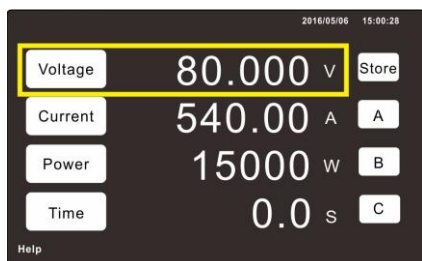 2016/05/06 15:00:28
Voltage 80.000 V Store
Current 540.00 A A
Power 15000 W B
Time 0.0 S C
Help